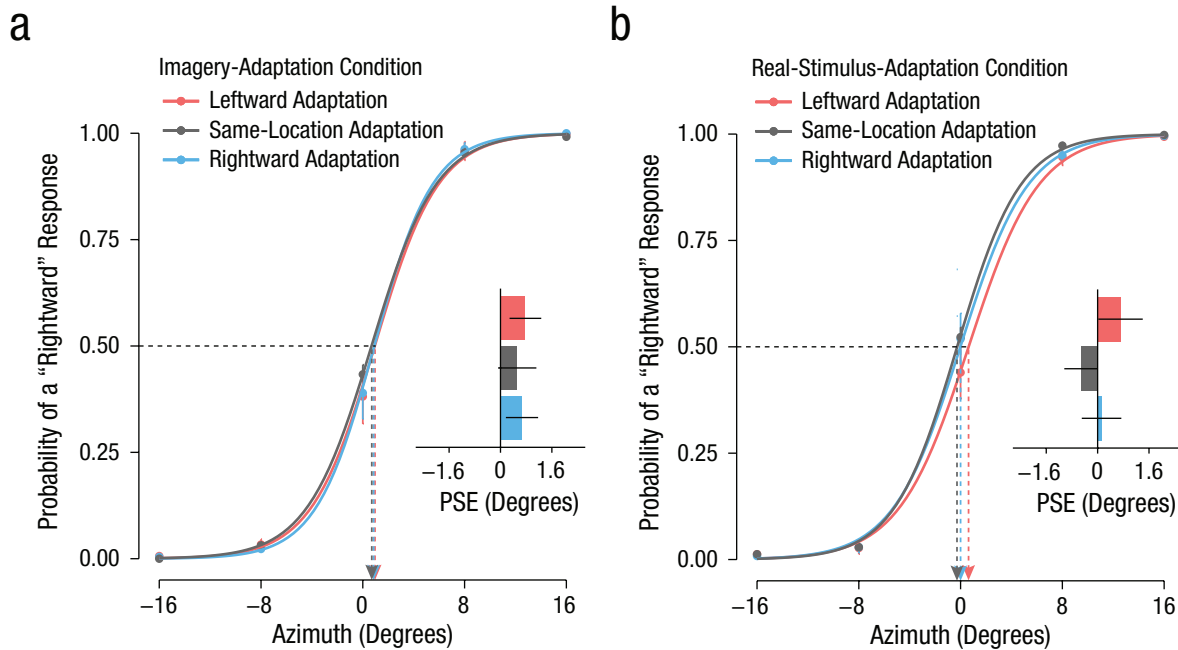 a
Imagery-Adaptation Condition
Leftward Adaptation
Same-Location Adaptation
Rightward Adaptation
Probability of a “Rightward” Response
1.00
0.75
0.50
0.25
0.00
−16
−8
0
8
16
Azimuth (Degrees)
−1.6
0
1.6
PSE (Degrees)
b
Real-Stimulus-Adaptation Condition
Leftward Adaptation
Same-Location Adaptation
Rightward Adaptation
Probability of a “Rightward” Response
1.00
0.75
0.50
0.25
0.00
−16
−8
0
8
16
Azimuth (Degrees)
−1.6
0
1.6
PSE (Degrees)